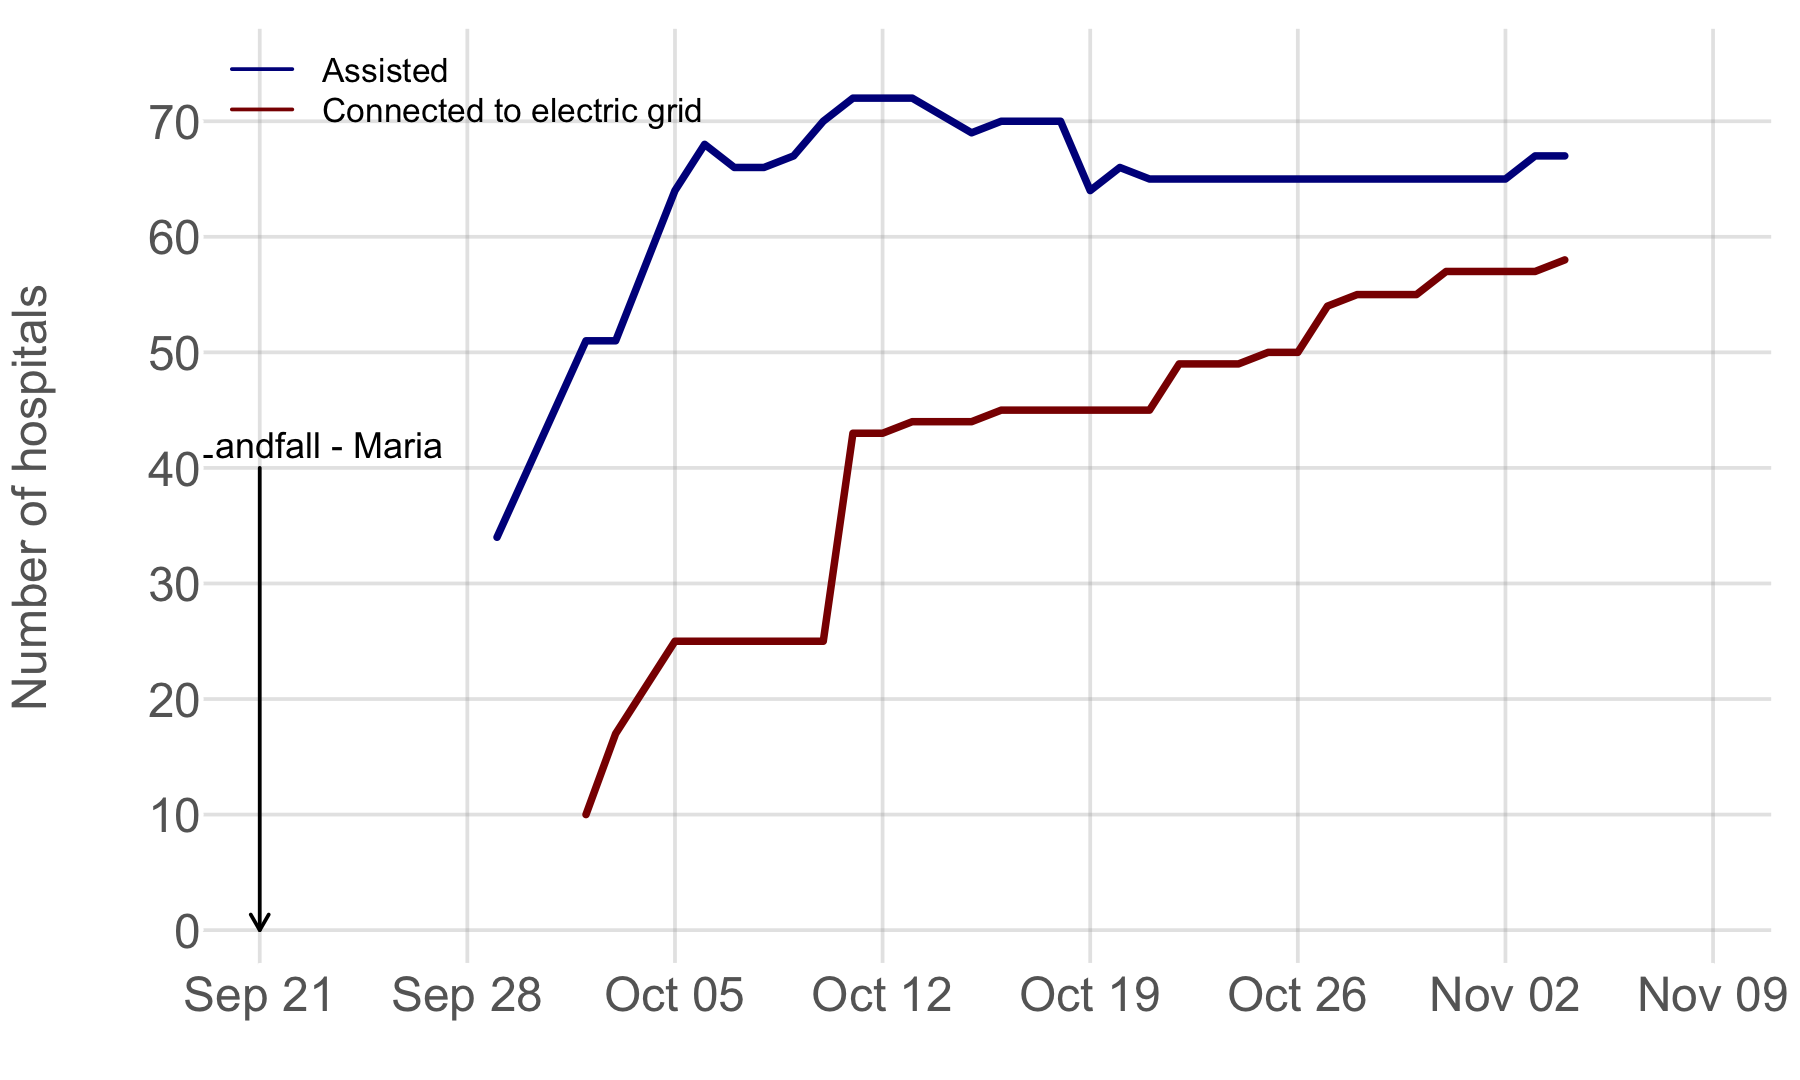 Assisted
Connected to electric grid
70
60
50
-andfall - Maria
40
30
20
10
0
Number of hospitals
Sep 21 Sep 28 Oct 05 Oct 12 Oct 19 Oct 26 Nov 02 Nov 09